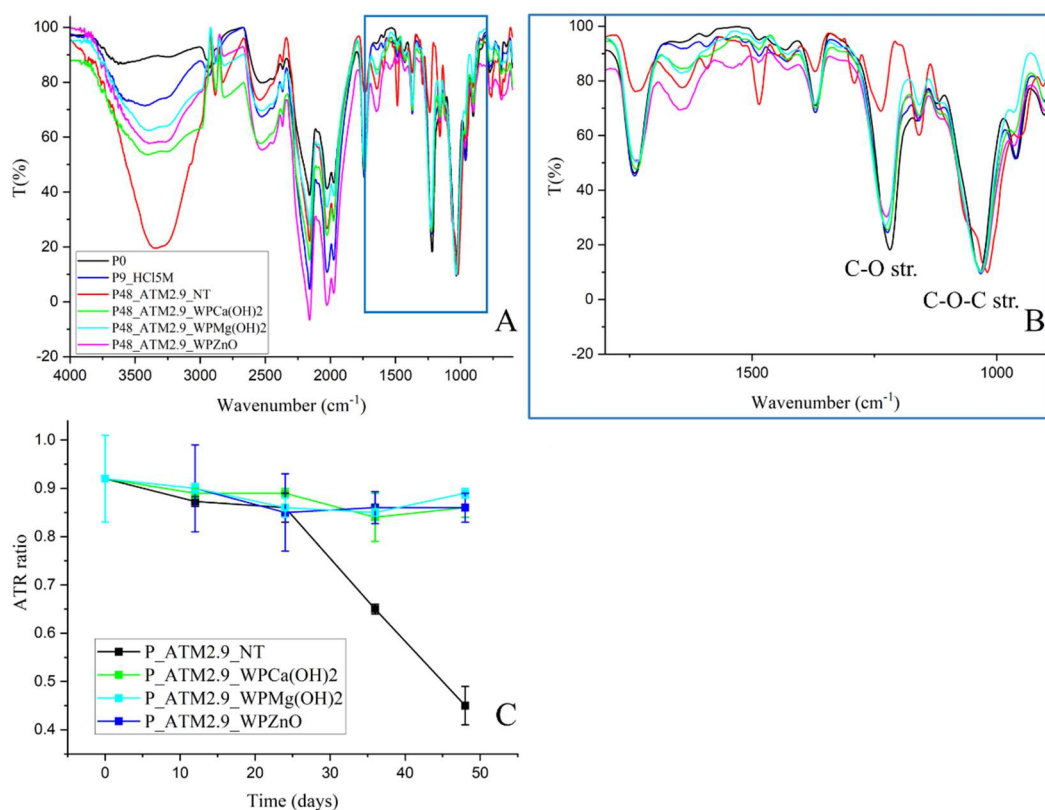 100
80
60
40
20
0
-20
T(%)
P0
P9_HCl5M
P48_ATM2.9_NT
P48_ATM2.9_WPCa(OH)2
P48_ATM2.9_WPMg(OH)2
P48_ATM2.9_WPZnO
A
4000 3500 3000 2500 2000 1500 1000
Wavenumber (cm-1)
100
80
60
40
20
0
-20
T(%)
C-O str.
C-O-C str.
B
1500 1000
Wavenumber (cm-1)
1.0
0.9
0.8
0.7
0.6
0.5
0.4
ATR ratio
P_ATM2.9_NT
P_ATM2.9_WPCa(OH)2
P_ATM2.9_WPMg(OH)2
P_ATM2.9_WPZnO
C
0 10 20 30 40 50
Time (days)